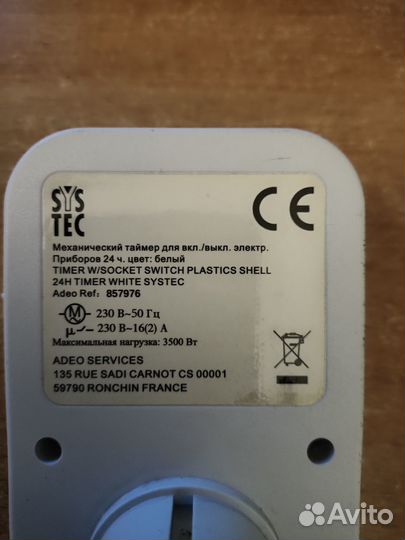 SYS
TEC
CE
Механический таймер для вкл./выкл. электр.
Приборов 24 ч. цвет: белый
TIMER W/SOCKET SWITCH PLASTICS SHELL
24H TIMER WHITE SYSTEC
Adeo Ref: 857976
M 230 В~50 Гц
μ 230 В~16(2) А
Максимальная нагрузка: 3500 Вт
ADEO SERVICES
135 RUE SADI CARNOT CS 00001
59790 RONCHIN FRANCE
Avito